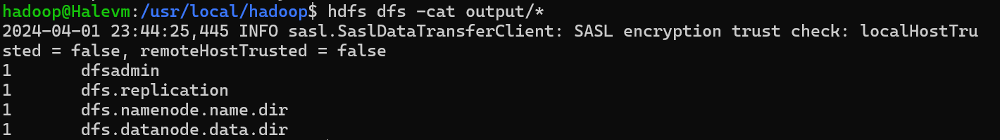 hadoop@Halevm:/usr/local/hadoop$ hdfs dfs -cat output/*
2024-04-01 23:44:25,445 INFO sasl.SaslDataTransferClient: SASL encryption trust check: localHostTru
sted = false, remoteHostTrusted = false
1       dfsadmin
1       dfs.replication
1       dfs.namenode.name.dir
1       dfs.datanode.data.dir